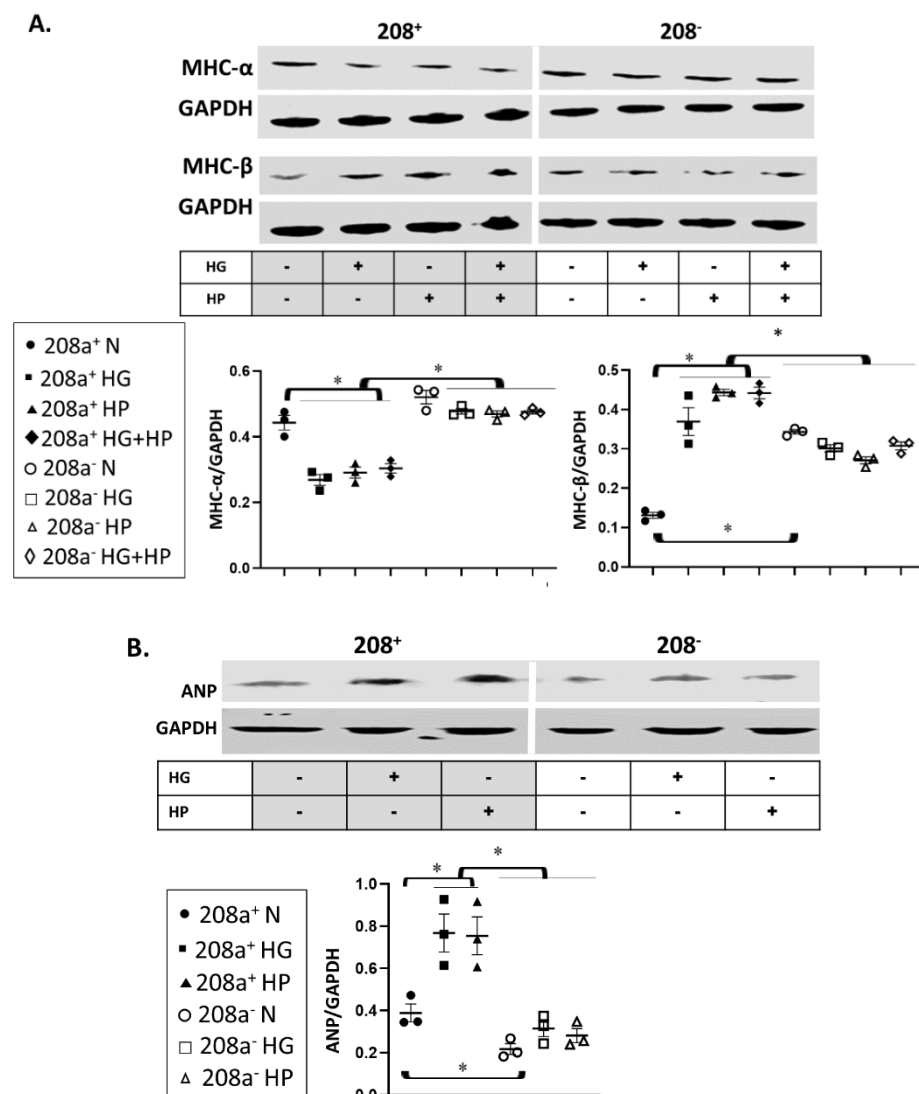 A.
208⁺ 208⁻
MHC-α
GAPDH
MHC-β
GAPDH
HG - + - + - + - +
HP - - + + - - + +
208a⁺ N
208a⁺ HG
208a⁺ HP
208a⁺ HG+HP
208a⁻ N
208a⁻ HG
208a⁻ HP
208a⁻ HG+HP
MHC-α/GAPDH
0.6
0.4
0.2
0.0
* *
MHC-β/GAPDH
0.5
0.4
0.3
0.2
0.1
0.0
* *
*
B.
208⁺ 208⁻
ANP
GAPDH
HG - + - - + -
HP - - + - - +
208a⁺ N
208a⁺ HG
208a⁺ HP
208a⁻ N
208a⁻ HG
208a⁻ HP
ANP/GAPDH
1.0
0.8
0.6
0.4
0.2
0.0
* *
*